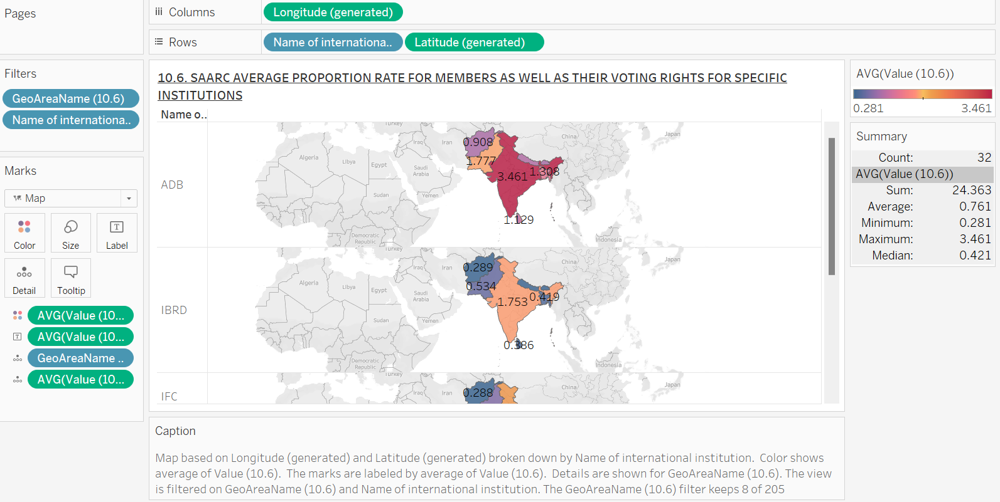 Pages
Columns
Longitude (generated)
Rows
Name of internationa..
Latitude (generated)
Filters
GeoAreaName (10.6)
Name of internationa..
Marks
Map
Color
Size
Label
Detail
Tooltip
AVG(Value (10...
AVG(Value (10...
GeoAreaName ..
AVG(Value (10...
10.6. SAARC AVERAGE PROPORTION RATE FOR MEMBERS AS WELL AS THEIR VOTING RIGHTS FOR SPECIFIC
INSTITUTIONS
Name o..
ADB
Turkey
Algeria
Libya
Egypt
Iraq
Iran
Saudi
Arabia
Sudan
Yemen
Democratic
Republic
China
Japan
Indonesia
0.908
1.777
3.461
1.308
1.129
IBRD
Turkey
Algeria
Libya
Egypt
Iraq
Iran
Saudi
Arabia
Sudan
Yemen
Democratic
Republic
China
Japan
Indonesia
0.289
0.534
1.753
0.419
0.386
IFC
Turkey
Iraq
Iran
China
Japan
0.288
AVG(Value (10.6))
0.281
3.461
Summary
Count: 32
AVG(Value (10.6))
Sum: 24.363
Average: 0.761
Minimum: 0.281
Maximum: 3.461
Median: 0.421
Caption
Map based on Longitude (generated) and Latitude (generated) broken down by Name of international institution. Color shows
average of Value (10.6). The marks are labeled by average of Value (10.6). Details are shown for GeoAreaName (10.6). The view
is filtered on GeoAreaName (10.6) and Name of international institution. The GeoAreaName (10.6) filter keeps 8 of 205